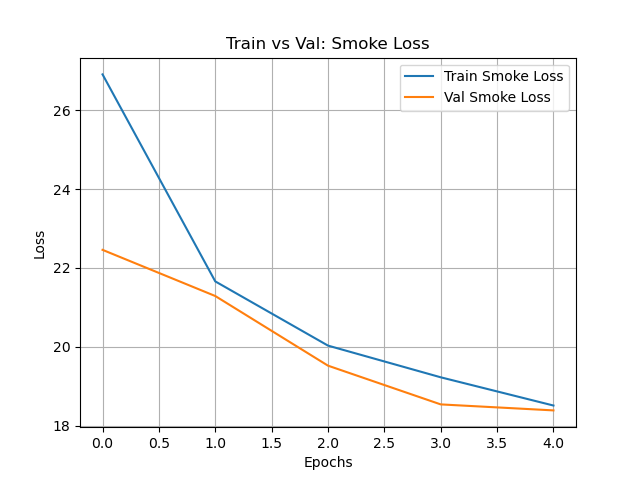 Train vs Val: Smoke Loss
Train Smoke Loss
Val Smoke Loss
26
24
22
20
18
Loss
0.0 0.5 1.0 1.5 2.0 2.5 3.0 3.5 4.0
Epochs